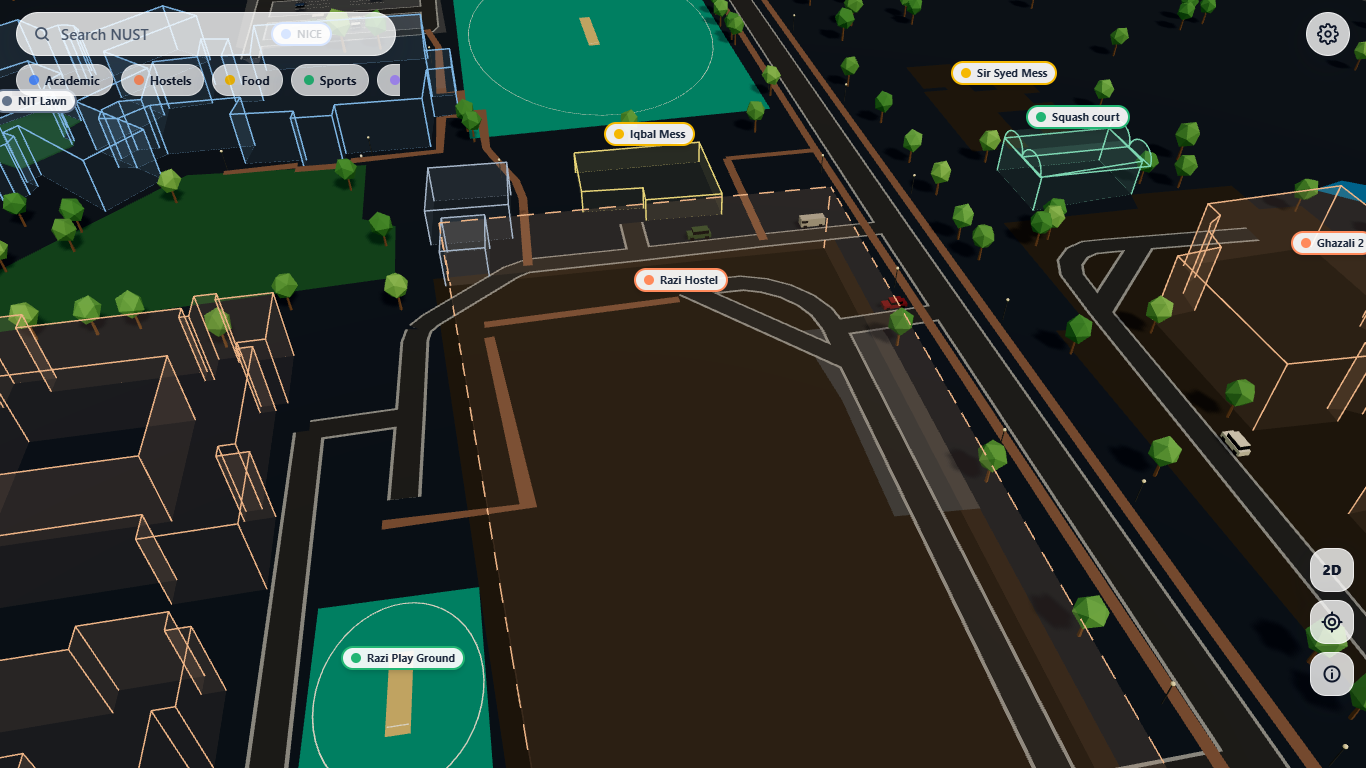 Search NUST
NICE
Academic
Hostels
Food
Sports
NIT Lawn
Sir Syed Mess
Squash court
Iqbal Mess
Ghazali 2
Razi Hostel
2D
Razi Play Ground